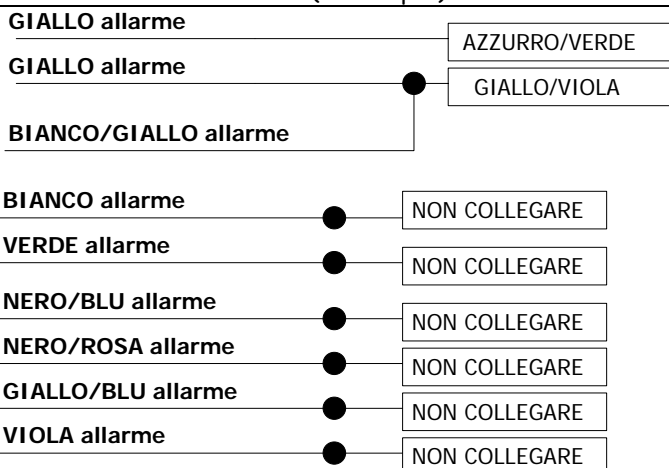 GIALLO allarme
AZZURRO/VERDE
GIALLO allarme
GIALLO/VIOLA
BIANCO/GIALLO allarme
BIANCO allarme
NON COLLEGARE
VERDE allarme
NON COLLEGARE
NERO/BLU allarme
NON COLLEGARE
NERO/ROSA allarme
NON COLLEGARE
GIALLO/BLU allarme
NON COLLEGARE
VIOLA allarme
NON COLLEGARE